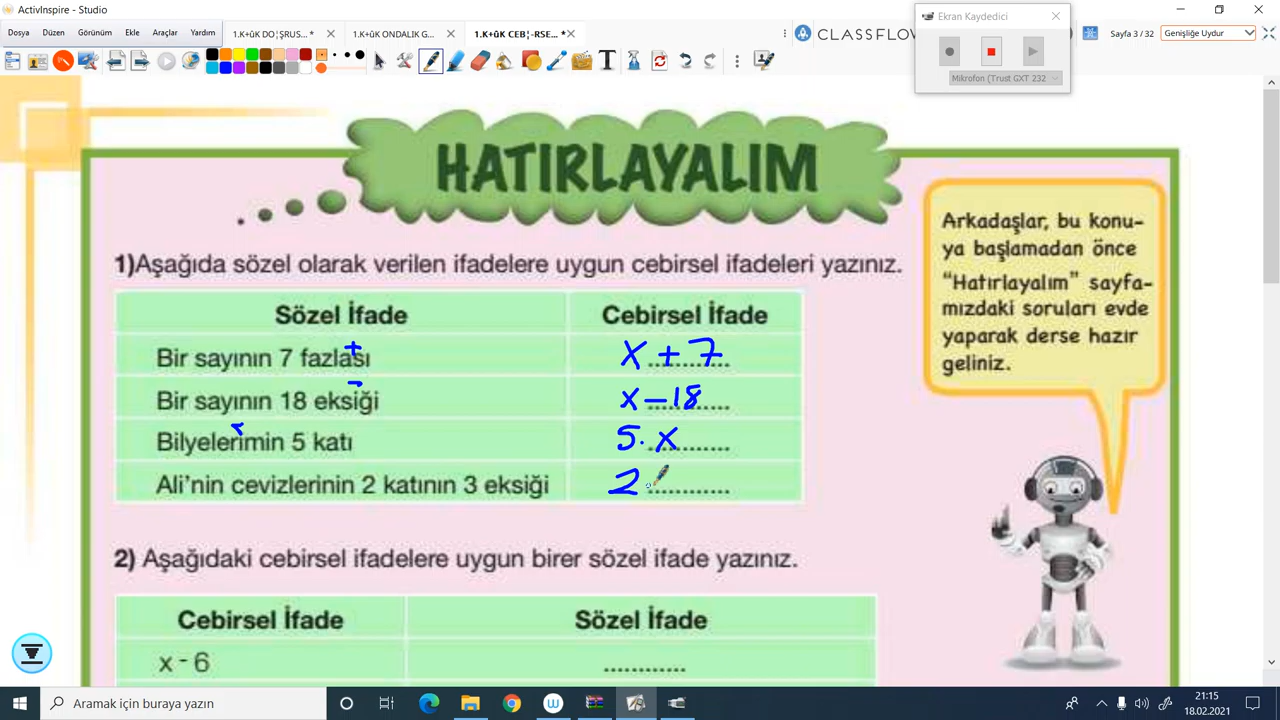 ActivInspire - Studio
Ekran Kaydedici
Dosya Düzen Görünüm Ekle Araçlar Yardım
1.K+ûK DO¦ŞRUS...* 1.K+ûK ONDALIK G... 1.K+ûK CEB¦-RSE...*
CLASSFLOW
Sayfa 3 / 32
Genişliğe Uydur
Mikrofon (Trust GXT 232
HATIRLAYALIM
1)Aşağıda sözel olarak verilen ifadelere uygun cebirsel ifadeleri yazınız.
Sözel İfade Cebirsel İfade
Bir sayının 7 fazlası + x + 7
Bir sayının 18 eksiği - x - 18
Bilyelerimin 5 katı x 5 . x
Ali'nin cevizlerinin 2 katının 3 eksiği 2 ............
2) Aşağıdaki cebirsel ifadelere uygun birer sözel ifade yazınız.
Cebirsel İfade Sözel İfade
x - 6 ............
Arkadaşlar, bu konu-
ya başlamadan önce
"Hatırlayalım" sayfa-
mızdaki soruları evde
yaparak derse hazır
geliniz.
Aramak için buraya yazın
21:15
18.02.2021